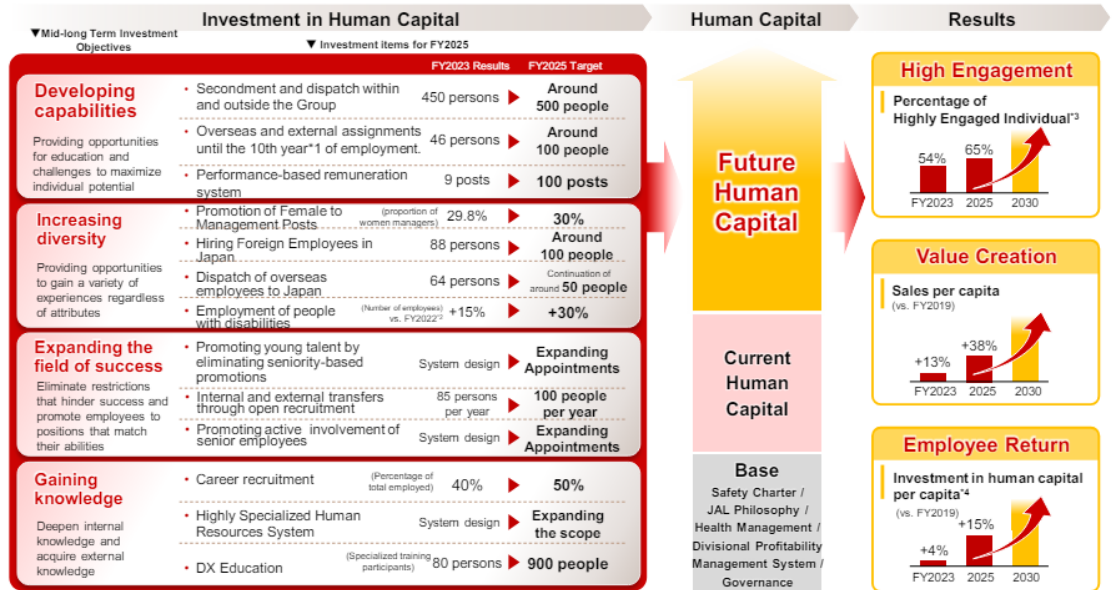 Investment in Human Capital
Human Capital
Results
▼Mid-long Term Investment
Objectives
▼ Investment items for FY2025
FY2023 Results
FY2025 Target
Developing
capabilities
Providing opportunities
for education and
challenges to maximize
individual potential
• Secondment and dispatch within
and outside the Group
450 persons
Around
500 people
• Overseas and external assignments
until the 10th year*1 of employment.
46 persons
Around
100 people
• Performance-based remuneration
system
9 posts
100 posts
Increasing
diversity
Providing opportunities
to gain a variety of
experiences regardless
of attributes
• Promotion of Female to
Management Posts
(proportion of
women managers)
29.8%
30%
• Hiring Foreign Employees in
Japan
88 persons
Around
100 people
• Dispatch of overseas
employees to Japan
64 persons
Continuation of
around 50 people
• Employment of people
with disabilities
(Number of employees)
vs. FY2022*2
+15%
+30%
Expanding the
field of success
Eliminate restrictions
that hinder success and
promote employees to
positions that match
their abilities
• Promoting young talent by
eliminating seniority-based
promotions
System design
Expanding
Appointments
• Internal and external transfers
through open recruitment
85 persons
per year
100 people
per year
• Promoting active involvement of
senior employees
System design
Expanding
Appointments
Gaining
knowledge
Deepen internal
knowledge and
acquire external
knowledge
• Career recruitment
(Percentage of
total employed)
40%
50%
• Highly Specialized Human
Resources System
System design
Expanding
the scope
• DX Education
(Specialized training
participants)
80 persons
900 people
Future
Human
Capital
Current
Human
Capital
Base
Safety Charter /
JAL Philosophy /
Health Management /
Divisional Profitability
Management System /
Governance
High Engagement
Percentage of
Highly Engaged Individual*3
54%
65%
FY2023
2025
2030
Value Creation
Sales per capita
(vs. FY2019)
+13%
+38%
FY2023
2025
2030
Employee Return
Investment in human capital
per capita*4
(vs. FY2019)
+4%
+15%
FY2023
2025
2030